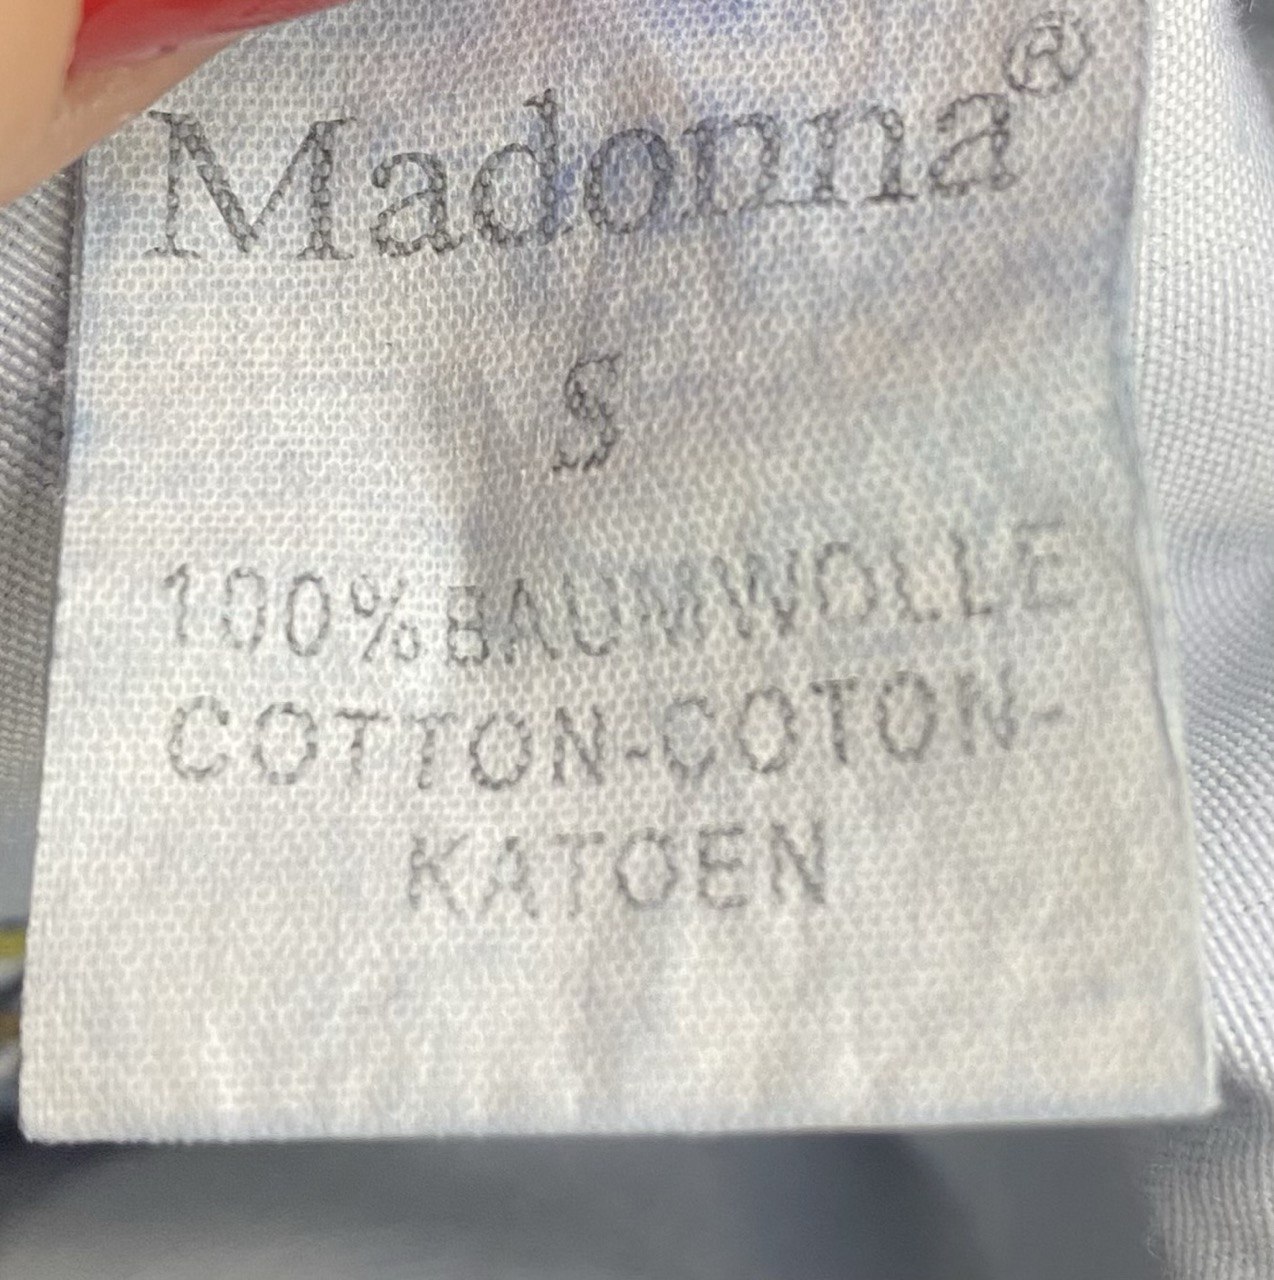 Madonna®
S
100% BAUMWOLLE
COTTON-COTON-
KATOEN